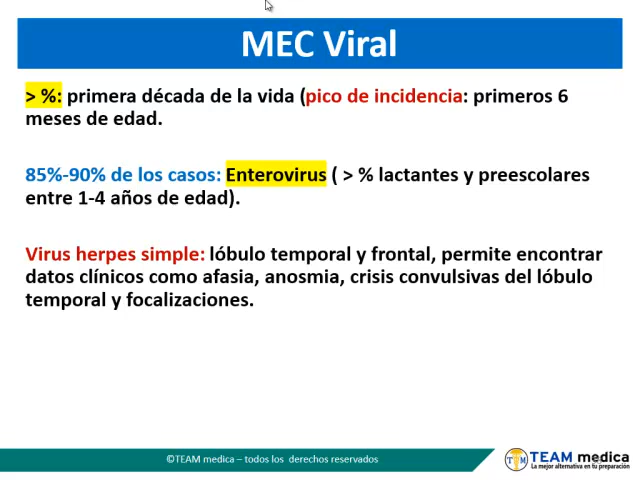 MEC Viral
> %: primera década de la vida (pico de incidencia: primeros 6
meses de edad.
85%-90% de los casos: Enterovirus ( > % lactantes y preescolares
entre 1-4 años de edad).
Virus herpes simple: lóbulo temporal y frontal, permite encontrar
datos clínicos como afasia, anosmia, crisis convulsivas del lóbulo
temporal y focalizaciones.
©TEAM medica – todos los derechos reservados
TEAM medica
La mejor alternativa en tu preparación